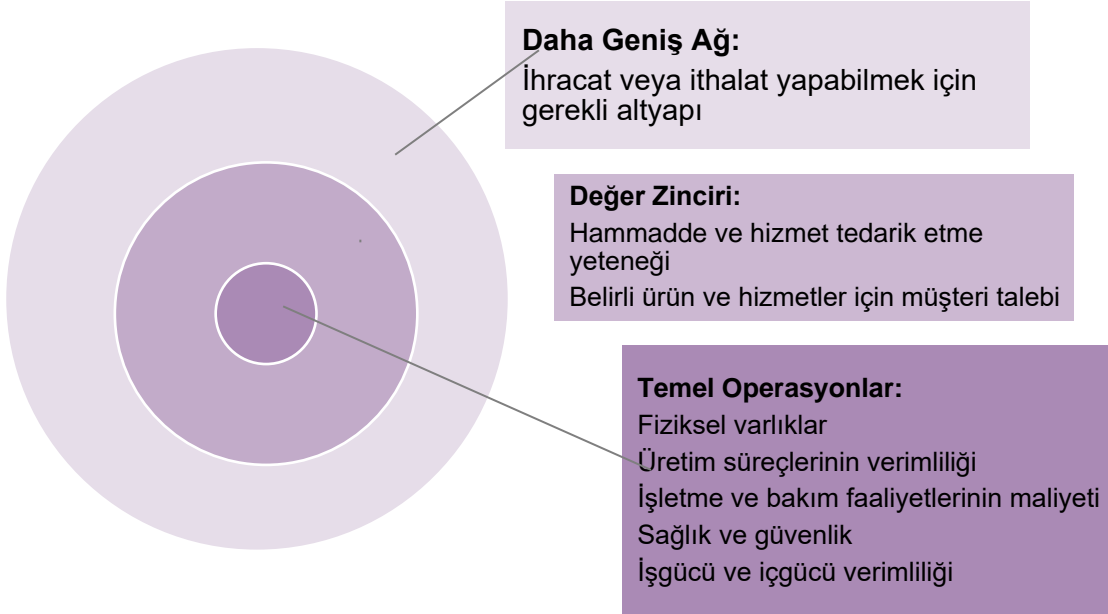 Daha Geniş Ağ:
İhracat veya ithalat yapabilmek için
gerekli altyapı
Değer Zinciri:
Hammadde ve hizmet tedarik etme
yeteneği
Belirli ürün ve hizmetler için müşteri talebi
Temel Operasyonlar:
Fiziksel varlıklar
Üretim süreçlerinin verimliliği
İşletme ve bakım faaliyetlerinin maliyeti
Sağlık ve güvenlik
İşgücü ve içgücü verimliliği